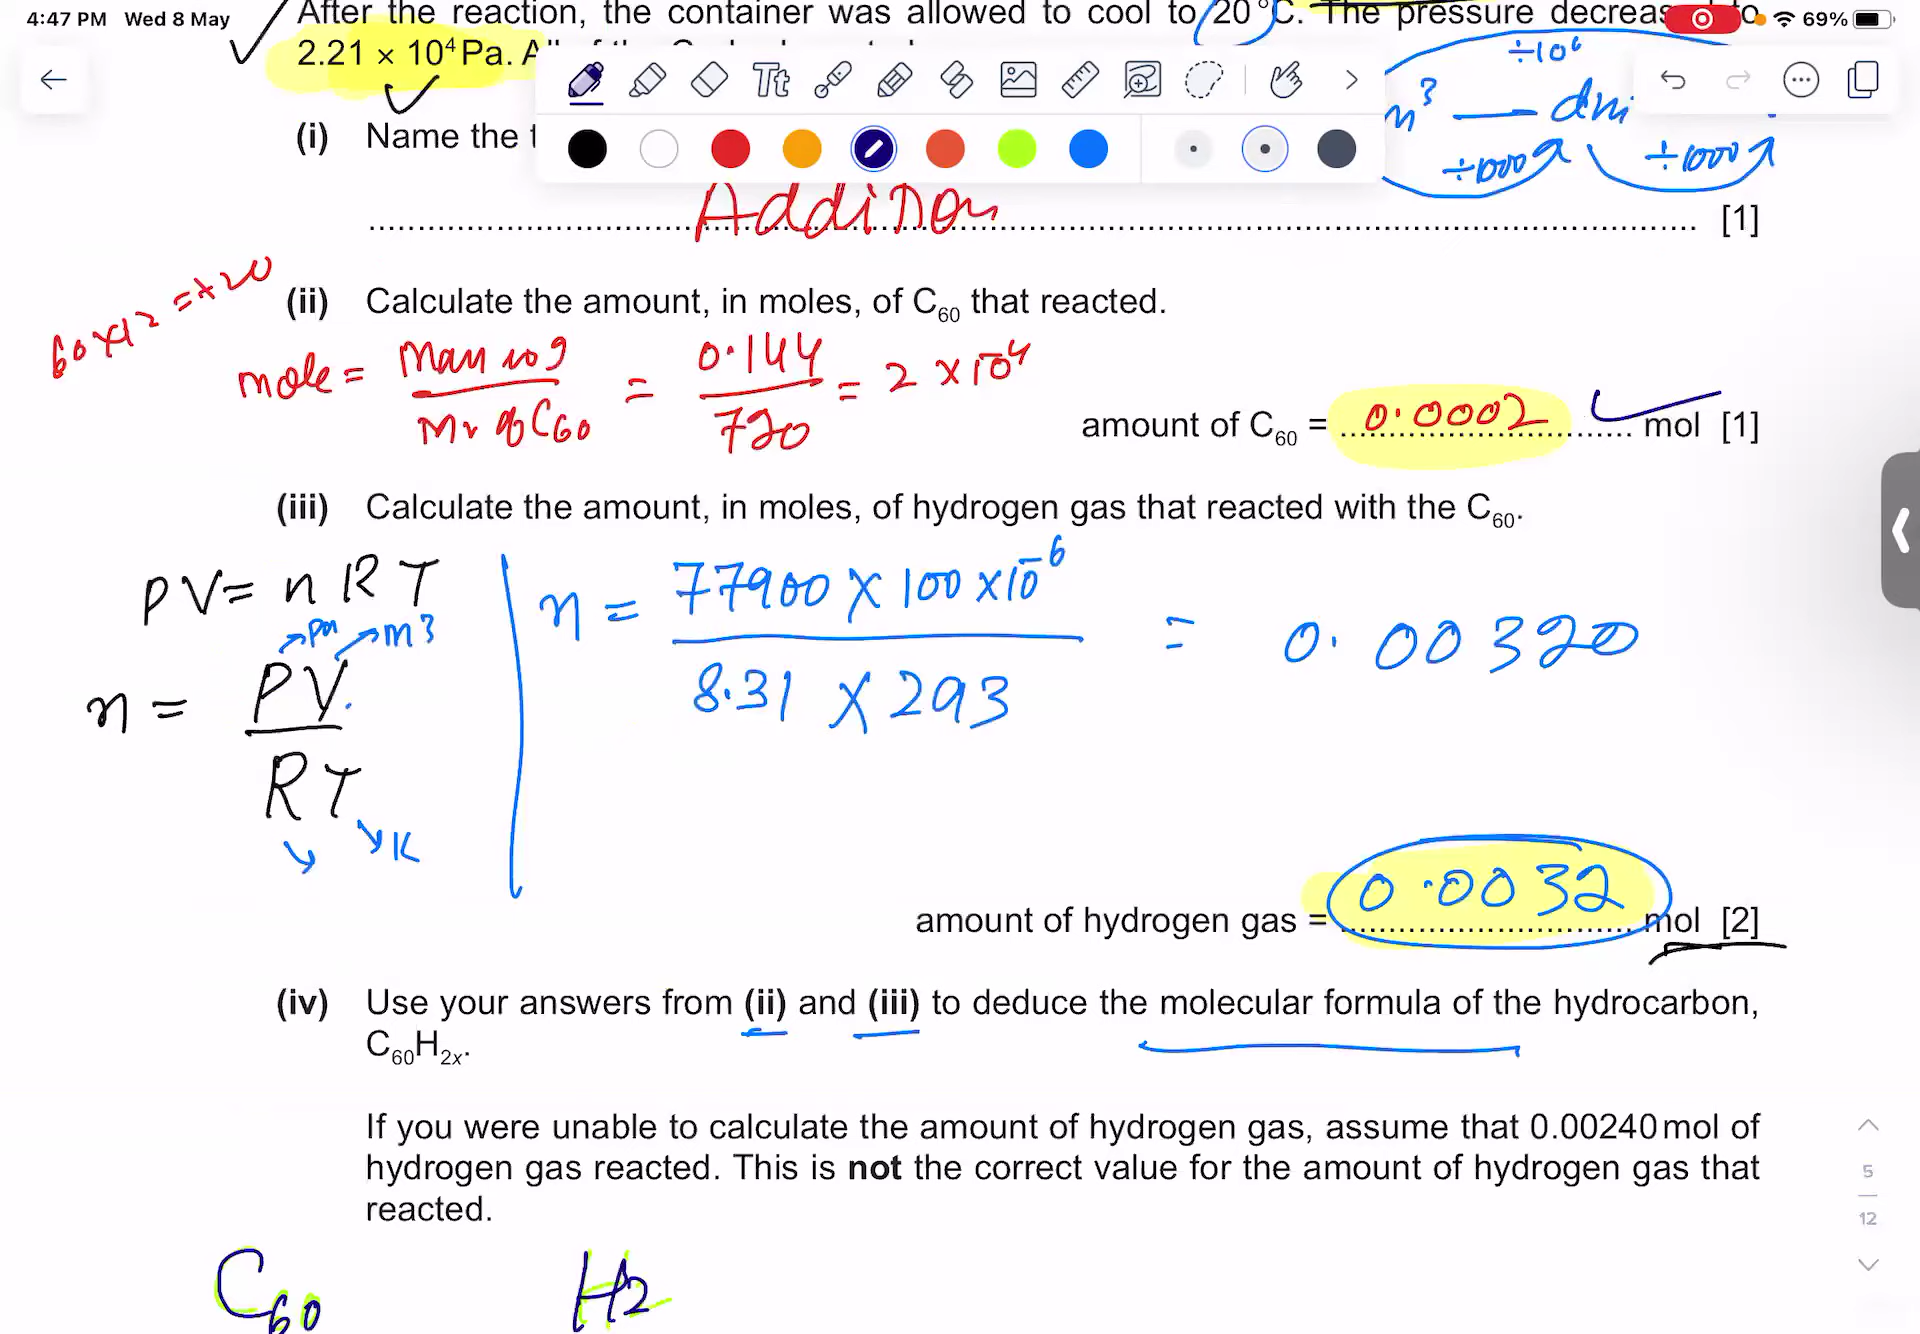 4:47 PM Wed 8 May
69%
After the reaction, the container was allowed to cool to 20 °C. The pressure decreas to
2.21 × 10⁴ Pa. A
÷10⁶
m³ — dm
÷1000 ÷1000
Tt
(i) Name the t
Addition
[1]
60×12 = 720
(ii) Calculate the amount, in moles, of C₆₀ that reacted.
mole = Mass in g / Mr of C₆₀ = 0.144 / 720 = 2 × 10⁻⁴
amount of C₆₀ = 0.0002 mol [1]
(iii) Calculate the amount, in moles, of hydrogen gas that reacted with the C₆₀.
PV = nRT
Pa m³
n = PV / RT
K
n = 77900 × 100 × 10⁻⁶ / 8.31 × 293 = 0.00320
amount of hydrogen gas = 0.0032 mol [2]
(iv) Use your answers from (ii) and (iii) to deduce the molecular formula of the hydrocarbon,
C₆₀H₂ₓ.
If you were unable to calculate the amount of hydrogen gas, assume that 0.00240 mol of
hydrogen gas reacted. This is not the correct value for the amount of hydrogen gas that
reacted.
5
12
C₆₀ H₂